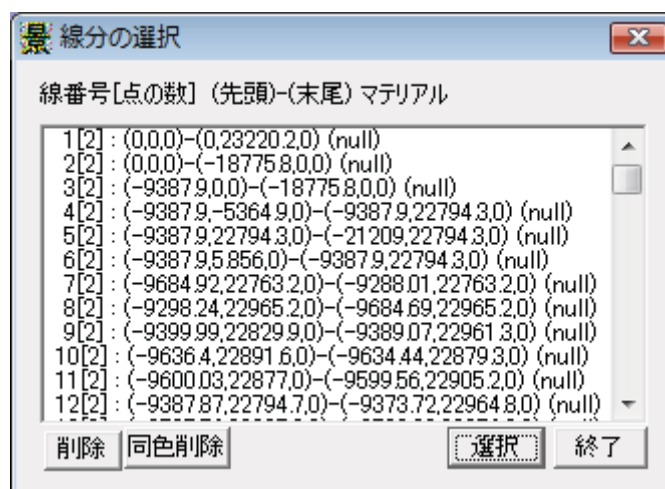 景 線分の選択
線番号[点の数] (先頭)-(末尾) マテリアル
1[2] : (0,0,0)-(0,23220.2,0) (null)
2[2] : (0,0,0)-(-18775.8,0,0) (null)
3[2] : (-9387.9,0,0)-(-18775.8,0,0) (null)
4[2] : (-9387.9,-5364.9,0)-(-9387.9,22794.3,0) (null)
5[2] : (-9387.9,22794.3,0)-(-21209,22794.3,0) (null)
6[2] : (-9387.9,5.856,0)-(-9387.9,22794.3,0) (null)
7[2] : (-9684.92,22763.2,0)-(-9288.01,22763.2,0) (null)
8[2] : (-9298.24,22965.2,0)-(-9684.69,22965.2,0) (null)
9[2] : (-9399.99,22829.9,0)-(-9389.07,22961.3,0) (null)
10[2] : (-9636.4,22891.6,0)-(-9634.44,22879.3,0) (null)
11[2] : (-9600.03,22877,0)-(-9599.56,22905.2,0) (null)
12[2] : (-9387.87,22794.7,0)-(-9373.72,22964.8,0) (null)
削除 同色削除 選択 終了